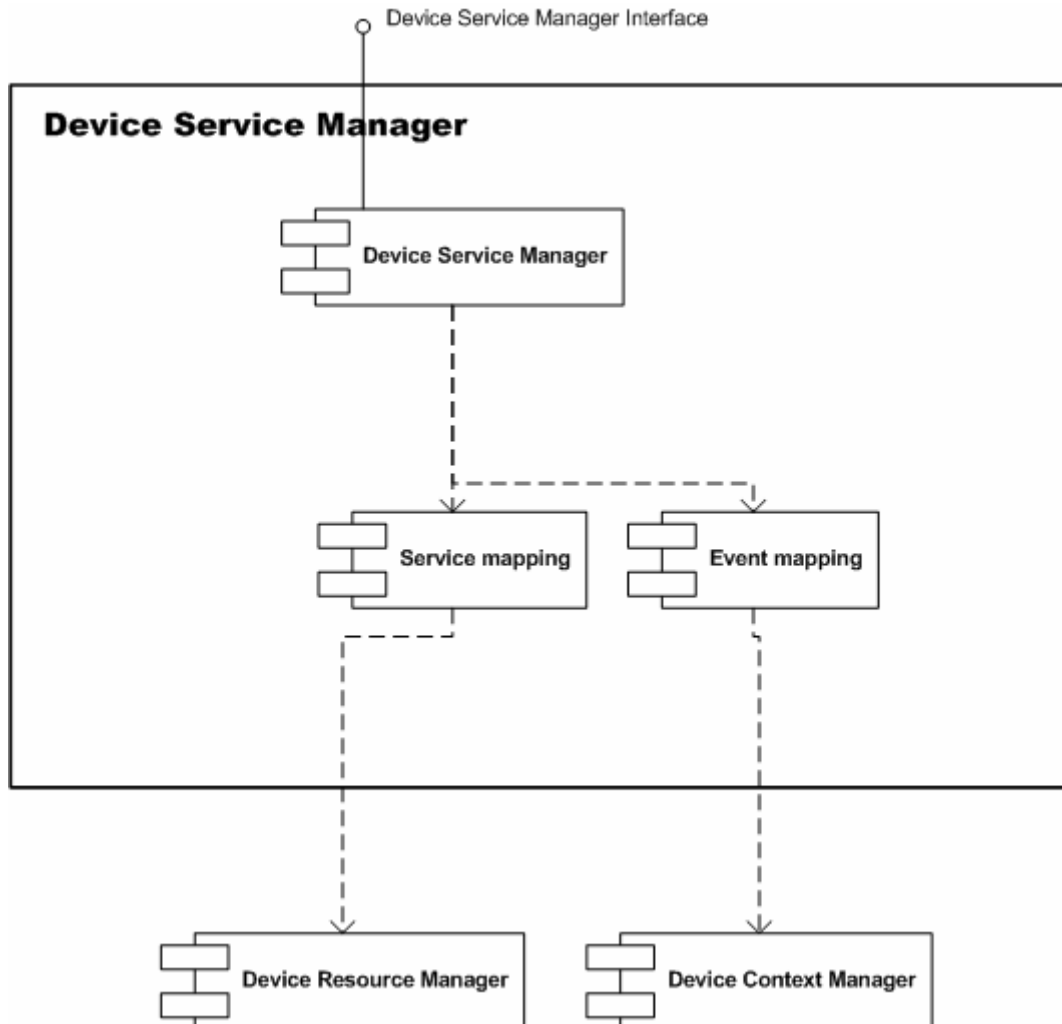 Device Service Manager Interface
Device Service Manager
Device Service Manager
Service mapping
Event mapping
Device Resource Manager
Device Context Manager